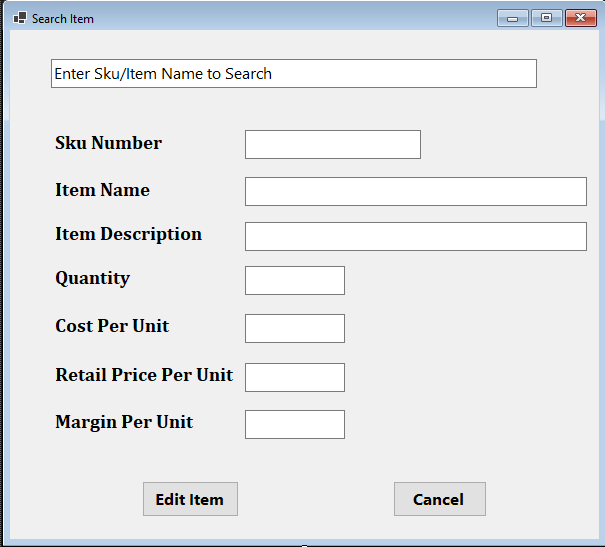 Search Item
Enter Sku/Item Name to Search
Sku Number
Item Name
Item Description
Quantity
Cost Per Unit
Retail Price Per Unit
Margin Per Unit
Edit Item Cancel